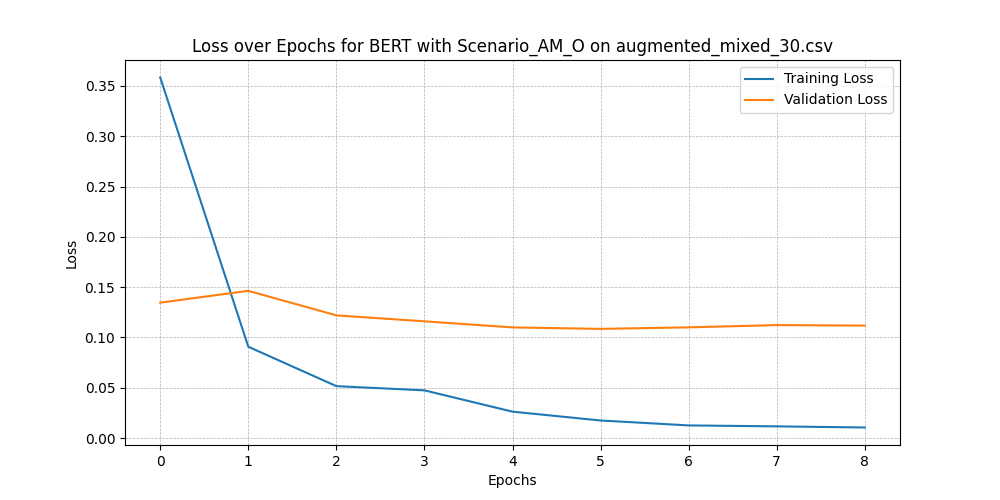 Loss over Epochs for BERT with Scenario_AM_O on augmented_mixed_30.csv
Training Loss
Validation Loss
0.35
0.30
0.25
0.20
0.15
0.10
0.05
0.00
Loss
0 1 2 3 4 5 6 7 8
Epochs